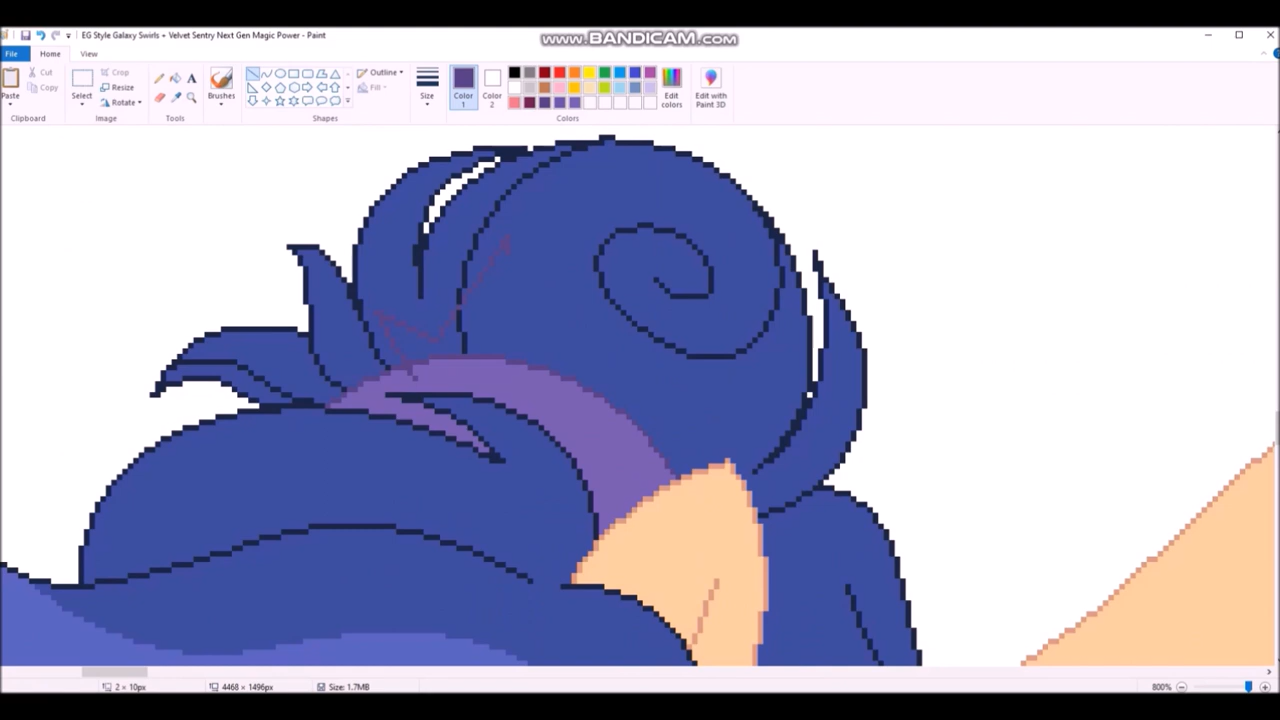 EG Style Galaxy Swirls + Velvet Sentry Next Gen Magic Power - Paint
www.BANDICAM.com
File
Home
View
Paste
Cut
Copy
Clipboard
Select
Crop
Resize
Rotate
Image
A
Tools
Brushes
Outline
Fill
Shapes
Size
Color 1
Color 2
Edit colors
Edit with Paint 3D
Colors
2 × 10px
4468 × 1496px
Size: 1.7MB
800%